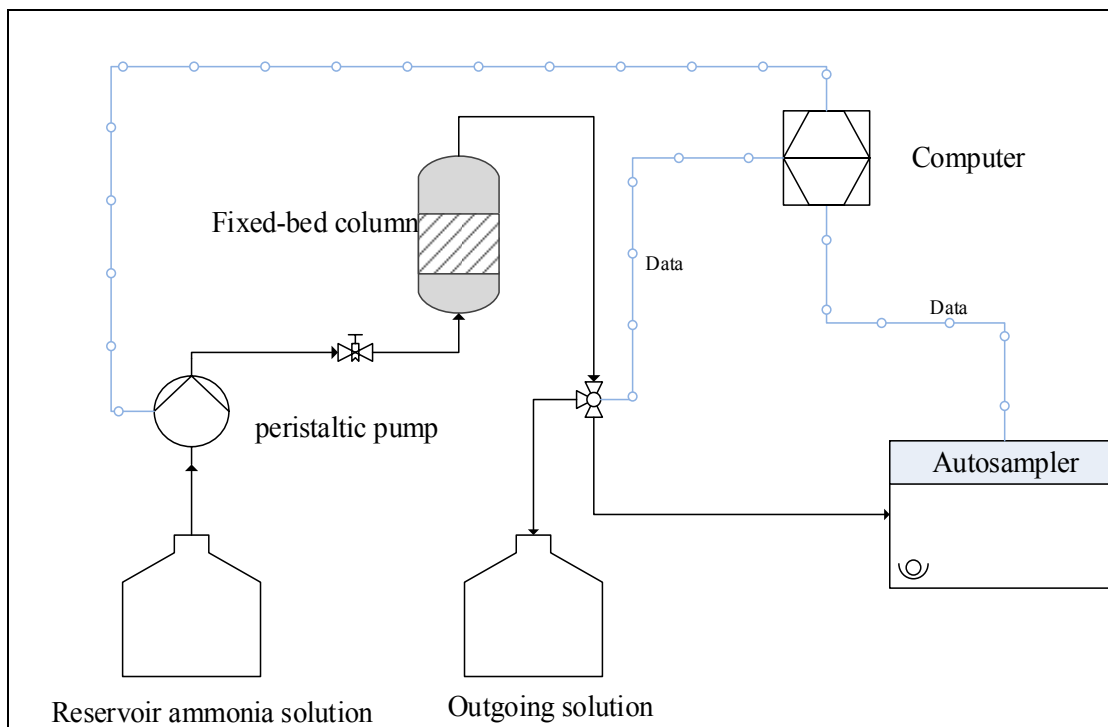 Computer
Fixed-bed column
Data
Data
peristaltic pump
Autosampler
Reservoir ammonia solution
Outgoing solution